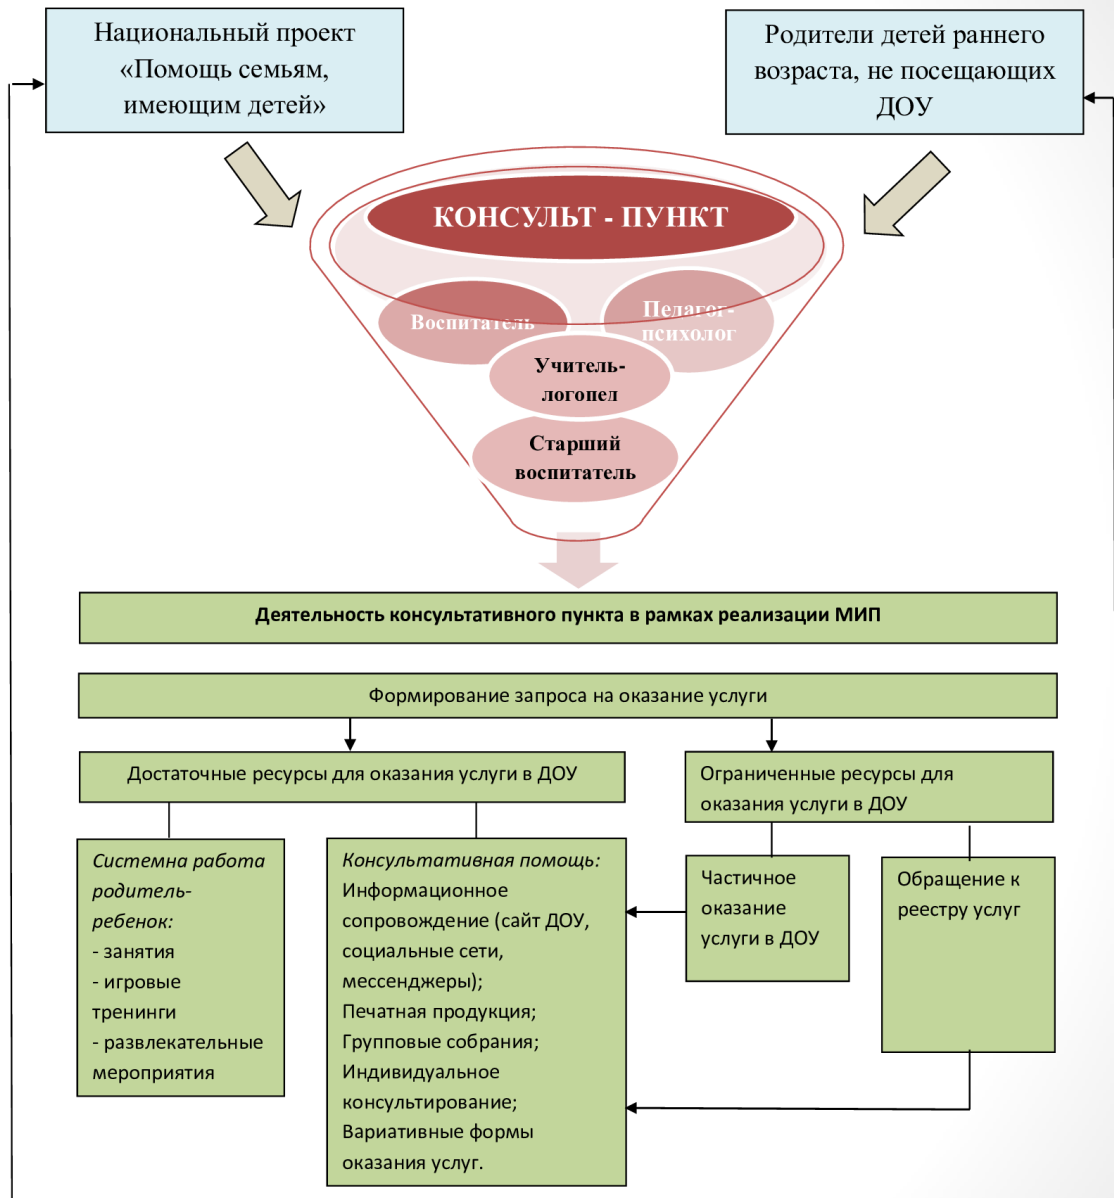 Национальный проект
«Помощь семьям,
имеющим детей»
Родители детей раннего
возраста, не посещающих
ДОУ
КОНСУЛЬТ - ПУНКТ
Воспитатель
Педагог-
психолог
Учитель-
логопед
Старший
воспитатель
Деятельность консультативного пункта в рамках реализации МИП
Формирование запроса на оказание услуги
Достаточные ресурсы для оказания услуги в ДОУ
Ограниченные ресурсы для
оказания услуги в ДОУ
Системна работа
родитель-
ребенок:
- занятия
- игровые
тренинги
- развлекательные
мероприятия
Консультативная помощь:
Информационное
сопровождение (сайт ДОУ,
социальные сети,
мессенджеры);
Печатная продукция;
Групповые собрания;
Индивидуальное
консультирование;
Вариативные формы
оказания услуг.
Частичное
оказание
услуги в ДОУ
Обращение к
реестру услуг